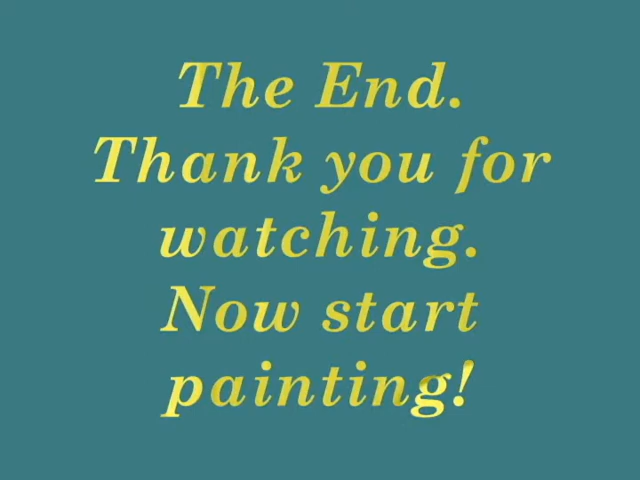 The End.
Thank you for
watching.
Now start
painting!